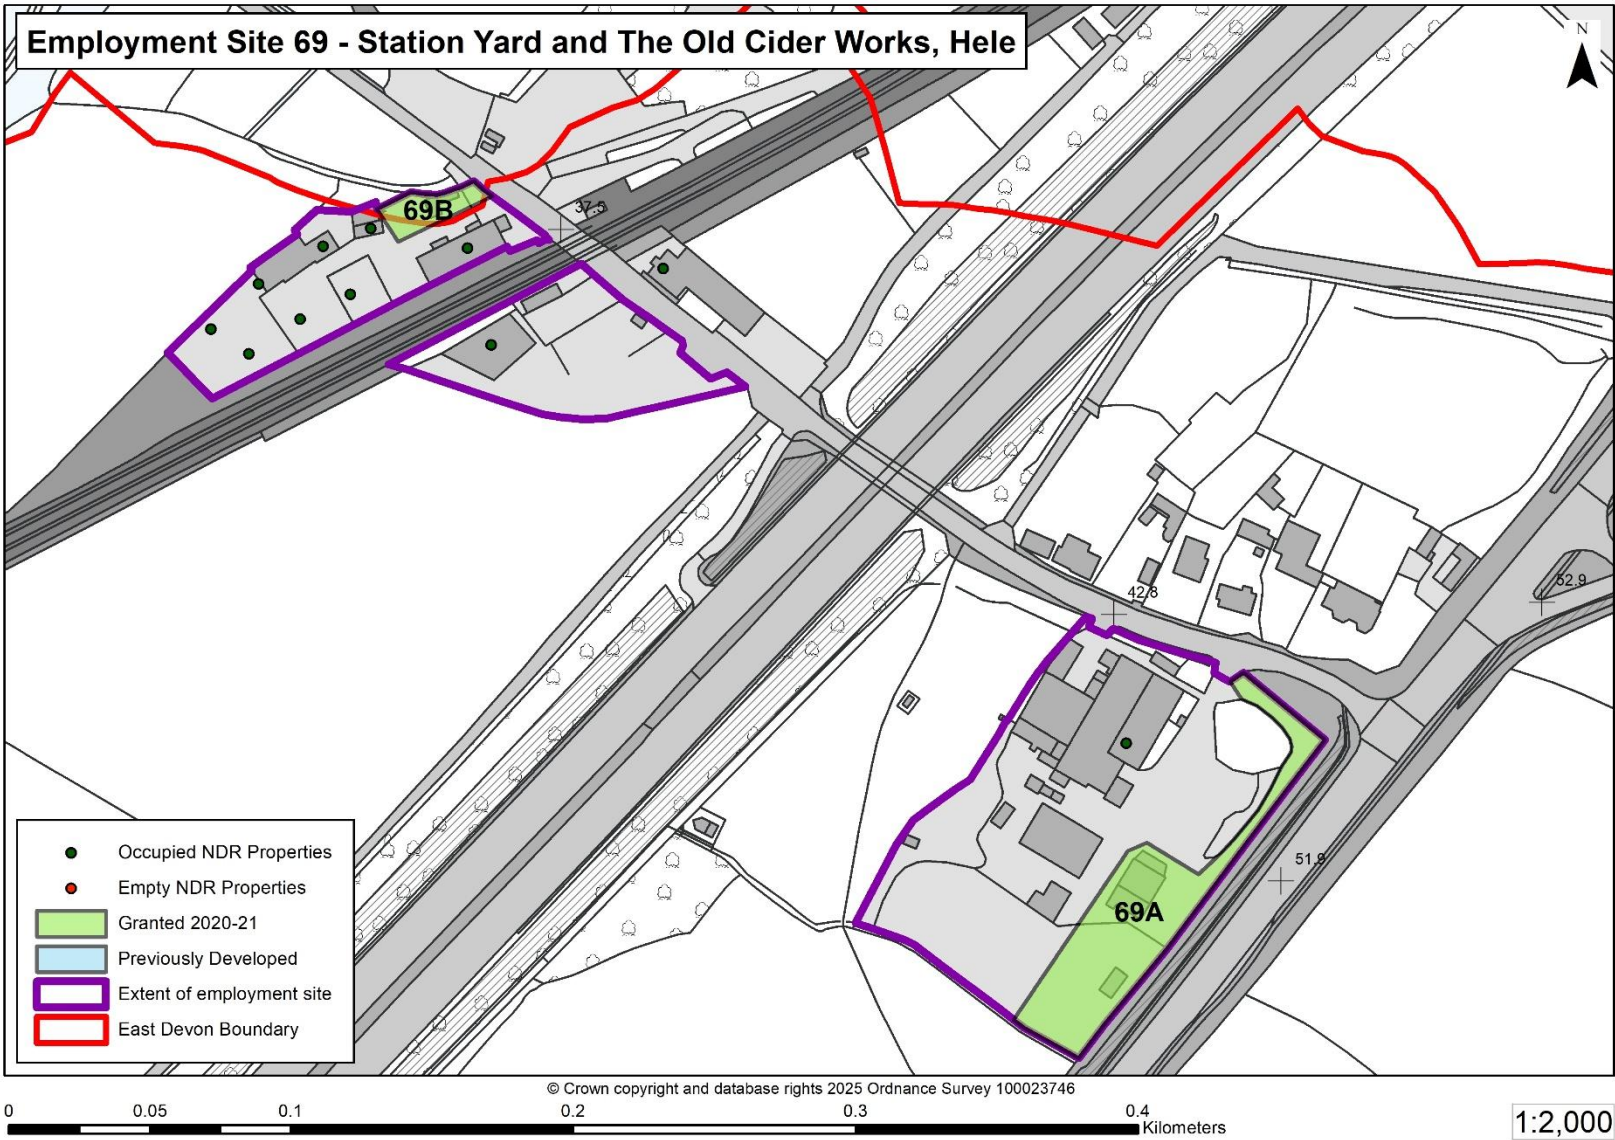 Employment Site 69 - Station Yard and The Old Cider Works, Hele
N
69B
37.5
42.8
52.9
51.9
69A
Occupied NDR Properties
Empty NDR Properties
Granted 2020-21
Previously Developed
Extent of employment site
East Devon Boundary
© Crown copyright and database rights 2025 Ordnance Survey 100023746
0 0.05 0.1 0.2 0.3 0.4
Kilometers
1:2,000